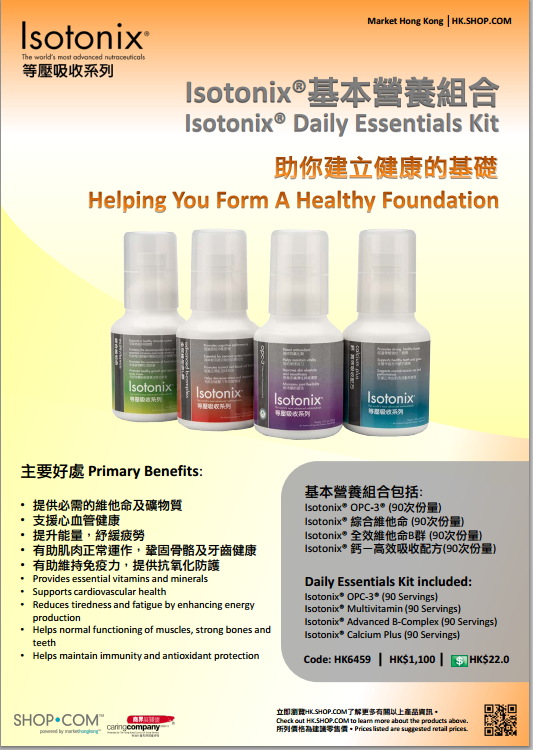 Market Hong Kong | HK.SHOP.COM
Isotonix®
The world's most advanced nutraceuticals
等壓吸收系列
Isotonix®基本營養組合
Isotonix® Daily Essentials Kit
助你建立健康的基礎
Helping You Form A Healthy Foundation
Isotonix
等壓吸收系列
Isotonix
等壓吸收系列
opc-3
Isotonix
等壓吸收系列
calcium plus
Isotonix
等壓吸收系列
主要好處 Primary Benefits:
• 提供必需的維他命及礦物質
• 支援心血管健康
• 提升能量，紓緩疲勞
• 有助肌肉正常運作，鞏固骨骼及牙齒健康
• 有助維持免疫力，提供抗氧化防護
• Provides essential vitamins and minerals
• Supports cardiovascular health
• Reduces tiredness and fatigue by enhancing energy
production
• Helps normal functioning of muscles, strong bones and
teeth
• Helps maintain immunity and antioxidant protection
基本營養組合包括:
Isotonix® OPC-3® (90次份量)
Isotonix® 綜合維他命 (90次份量)
Isotonix® 全效維他命B群 (90次份量)
Isotonix® 鈣－高效吸收配方(90次份量)
Daily Essentials Kit included:
Isotonix® OPC-3® (90 Servings)
Isotonix® Multivitamin (90 Servings)
Isotonix® Advanced B-Complex (90 Servings)
Isotonix® Calcium Plus (90 Servings)
Code: HK6459 | HK$1,100 | $ HK$22.0
SHOP•COM™
powered by markethongkong™
商界展關懷
caringcompany
立即瀏覽HK.SHOP.COM了解更多有關以上產品資訊。
Check out HK.SHOP.COM to learn more about the products above.
所列價格為建議零售價。Prices listed are suggested retail prices.